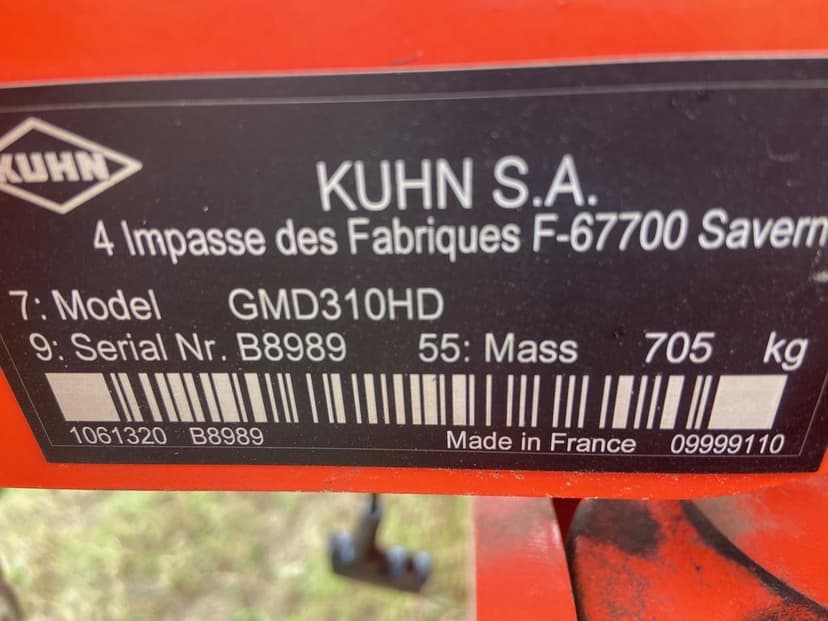 KUHN
KUHN S.A.
4 Impasse des Fabriques F-67700 Savern
7: Model GMD310HD
9: Serial Nr. B8989 55: Mass 705 kg
1061320 B8989 Made in France 09999110